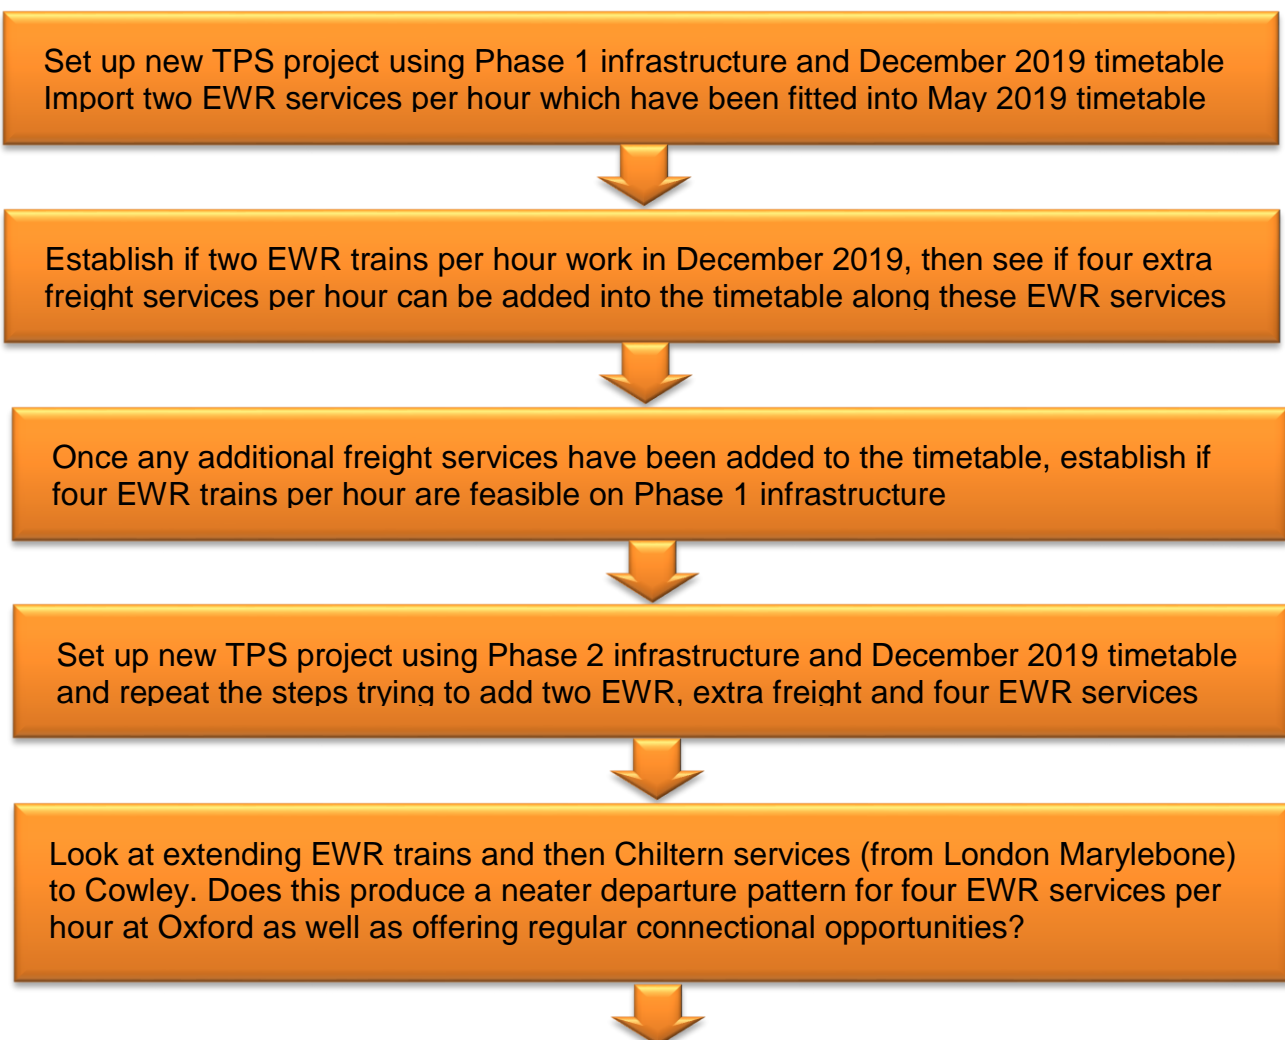 Set up new TPS project using Phase 1 infrastructure and December 2019 timetable
Import two EWR services per hour which have been fitted into May 2019 timetable
Establish if two EWR trains per hour work in December 2019, then see if four extra
freight services per hour can be added into the timetable along these EWR services
Once any additional freight services have been added to the timetable, establish if
four EWR trains per hour are feasible on Phase 1 infrastructure
Set up new TPS project using Phase 2 infrastructure and December 2019 timetable
and repeat the steps trying to add two EWR, extra freight and four EWR services
Look at extending EWR trains and then Chiltern services (from London Marylebone)
to Cowley. Does this produce a neater departure pattern for four EWR services per
hour at Oxford as well as offering regular connectional opportunities?